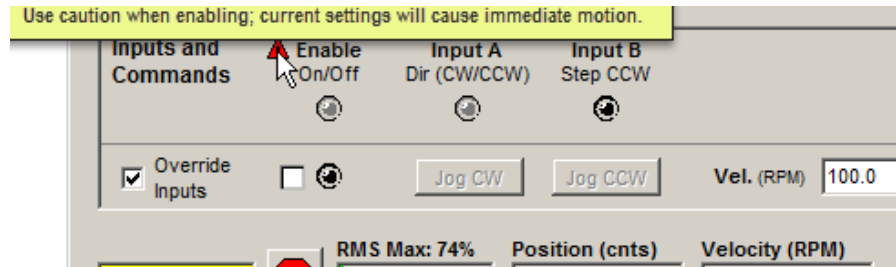 Use caution when enabling; current settings will cause immediate motion.
Inputs and Commands
Enable On/Off
Input A Dir (CW/CCW)
Input B Step CCW
Override Inputs
Jog CW
Jog CCW
Vel. (RPM)
100.0
RMS Max: 74%
Position (cnts)
Velocity (RPM)